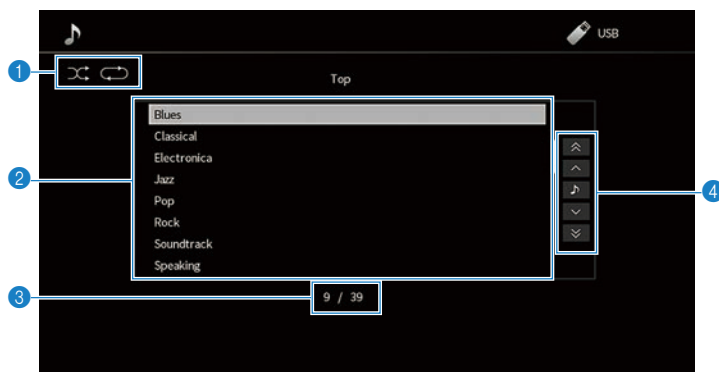 USB
1
Top
Blues
Classical
Electronica
2
Jazz
4
Pop
Rock
Soundtrack
Speaking
3
9 / 39